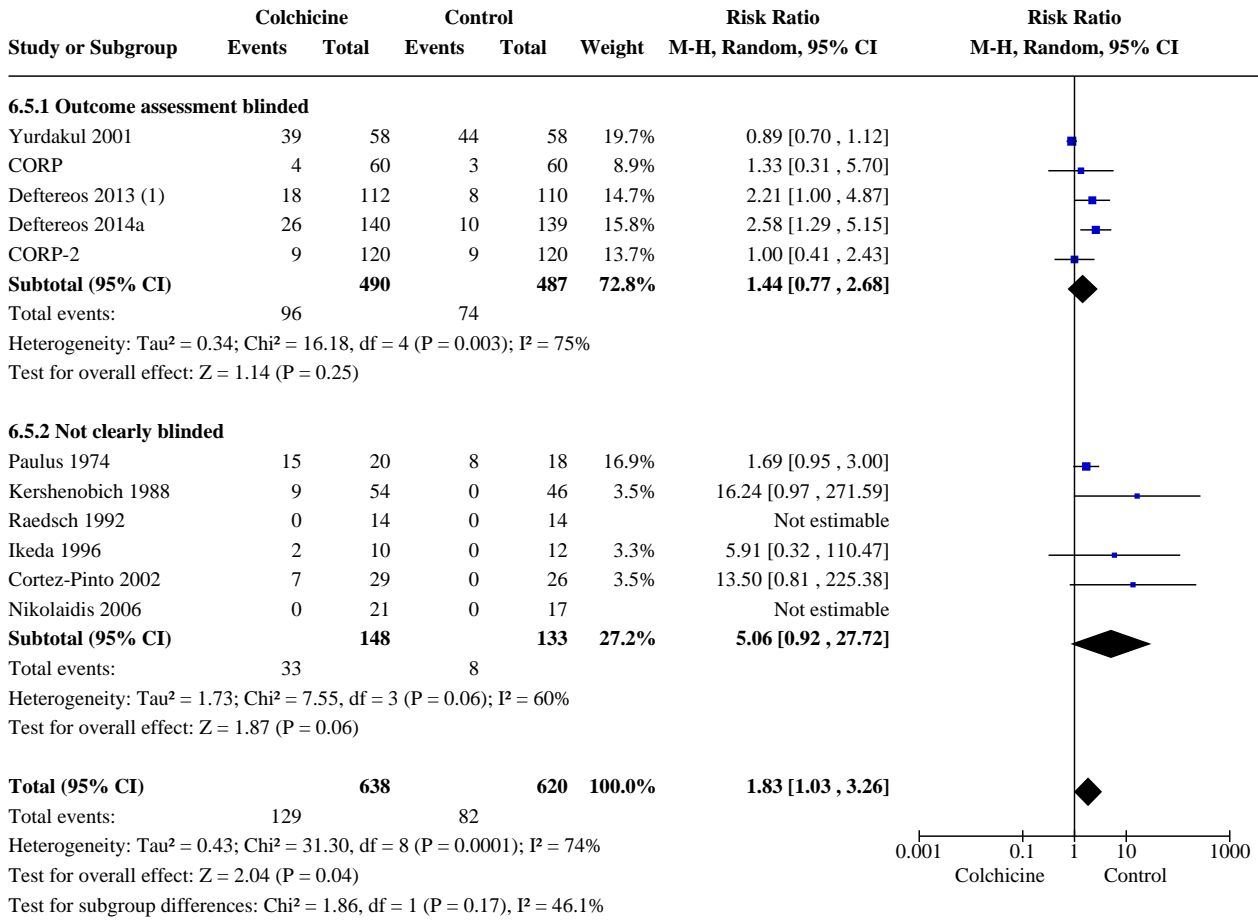 Colchicine Control Risk Ratio Risk Ratio
Study or Subgroup Events Total Events Total Weight M-H, Random, 95% CI M-H, Random, 95% CI
6.5.1 Outcome assessment blinded
Yurdakul 2001 39 58 44 58 19.7% 0.89 [0.70 , 1.12]
CORP 4 60 3 60 8.9% 1.33 [0.31 , 5.70]
Deftereos 2013 (1) 18 112 8 110 14.7% 2.21 [1.00 , 4.87]
Deftereos 2014a 26 140 10 139 15.8% 2.58 [1.29 , 5.15]
CORP-2 9 120 9 120 13.7% 1.00 [0.41 , 2.43]
Subtotal (95% CI) 490 487 72.8% 1.44 [0.77 , 2.68]
Total events: 96 74
Heterogeneity: Tau² = 0.34; Chi² = 16.18, df = 4 (P = 0.003); I² = 75%
Test for overall effect: Z = 1.14 (P = 0.25)
6.5.2 Not clearly blinded
Paulus 1974 15 20 8 18 16.9% 1.69 [0.95 , 3.00]
Kershenobich 1988 9 54 0 46 3.5% 16.24 [0.97 , 271.59]
Raedsch 1992 0 14 0 14 Not estimable
Ikeda 1996 2 10 0 12 3.3% 5.91 [0.32 , 110.47]
Cortez-Pinto 2002 7 29 0 26 3.5% 13.50 [0.81 , 225.38]
Nikolaidis 2006 0 21 0 17 Not estimable
Subtotal (95% CI) 148 133 27.2% 5.06 [0.92 , 27.72]
Total events: 33 8
Heterogeneity: Tau² = 1.73; Chi² = 7.55, df = 3 (P = 0.06); I² = 60%
Test for overall effect: Z = 1.87 (P = 0.06)
Total (95% CI) 638 620 100.0% 1.83 [1.03 , 3.26]
Total events: 129 82
Heterogeneity: Tau² = 0.43; Chi² = 31.30, df = 8 (P = 0.0001); I² = 74%
0.001 0.1 1 10 1000
Test for overall effect: Z = 2.04 (P = 0.04)
Colchicine Control
Test for subgroup differences: Chi² = 1.86, df = 1 (P = 0.17), I² = 46.1%